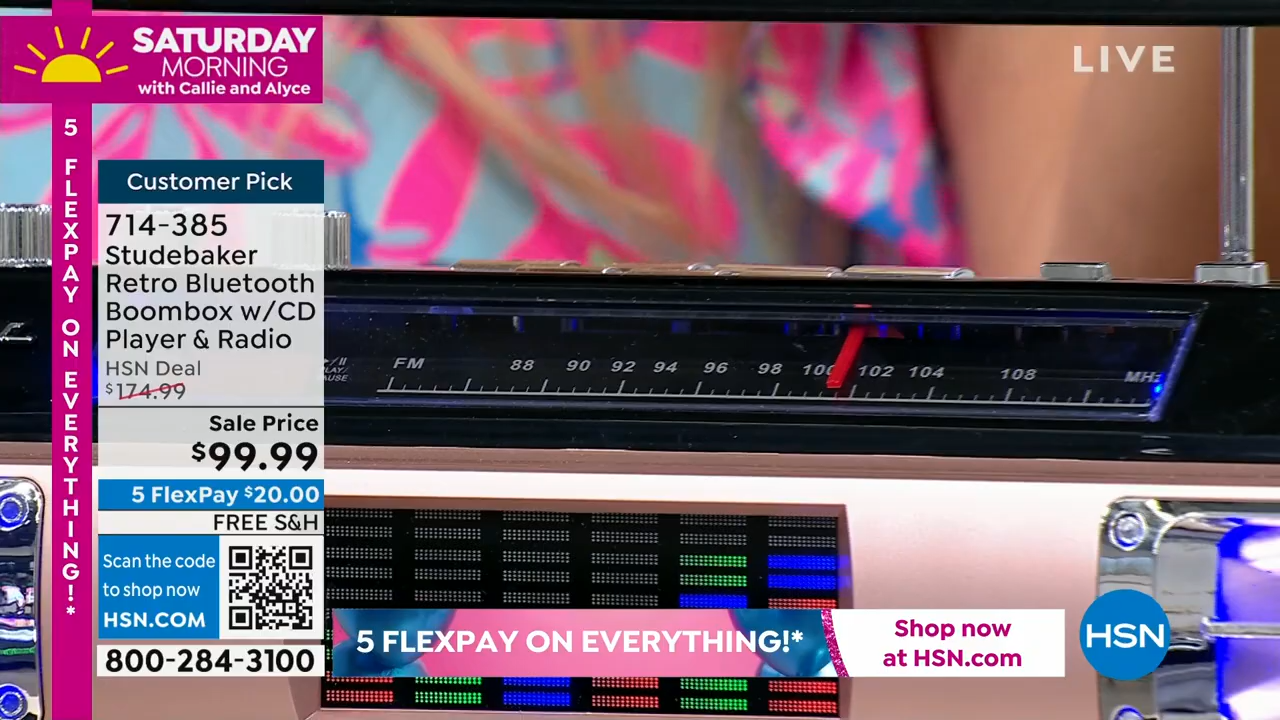 SATURDAY
MORNING
with Callie and Alyce
LIVE
5 FLEXPAY ON EVERYTHING!*
Customer Pick
714-385
Studebaker
Retro Bluetooth
Boombox w/CD
Player & Radio
HSN Deal
$174.99
Sale Price
$99.99
5 FlexPay $20.00
FREE S&H
Scan the code
to shop now
HSN.COM
800-284-3100
FM 88 90 92 94 96 98 100 102 104 108 MHz
5 FLEXPAY ON EVERYTHING!*
Shop now
at HSN.com
HSN